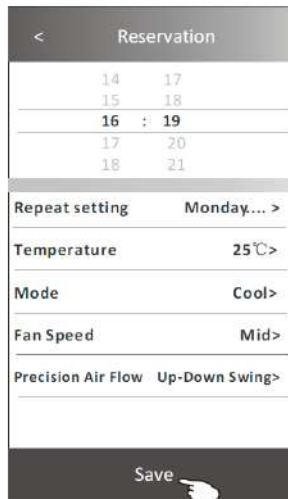 < Reservation
14 17
15 18
16 : 19
17 20
18 21
Repeat setting Monday.... >
Temperature 25℃>
Mode Cool>
Fan Speed Mid>
Precision Air Flow Up-Down Swing>
Save